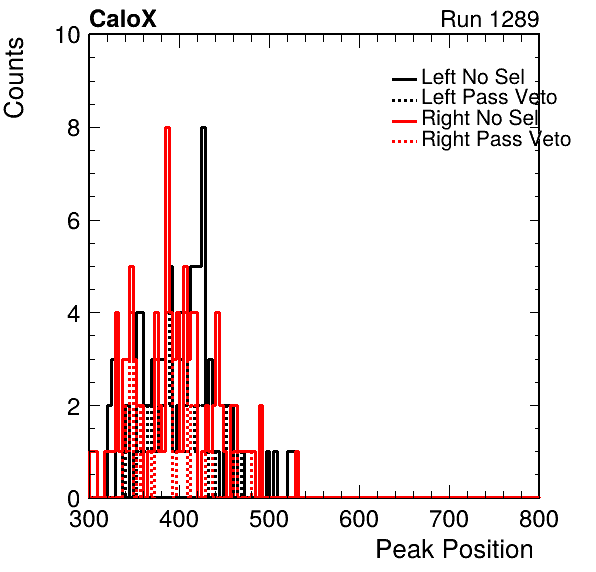 CaloX
Run 1289
Counts
10
8
6
4
2
0
Left No Sel
Left Pass Veto
Right No Sel
Right Pass Veto
300 400 500 600 700 800
Peak Position